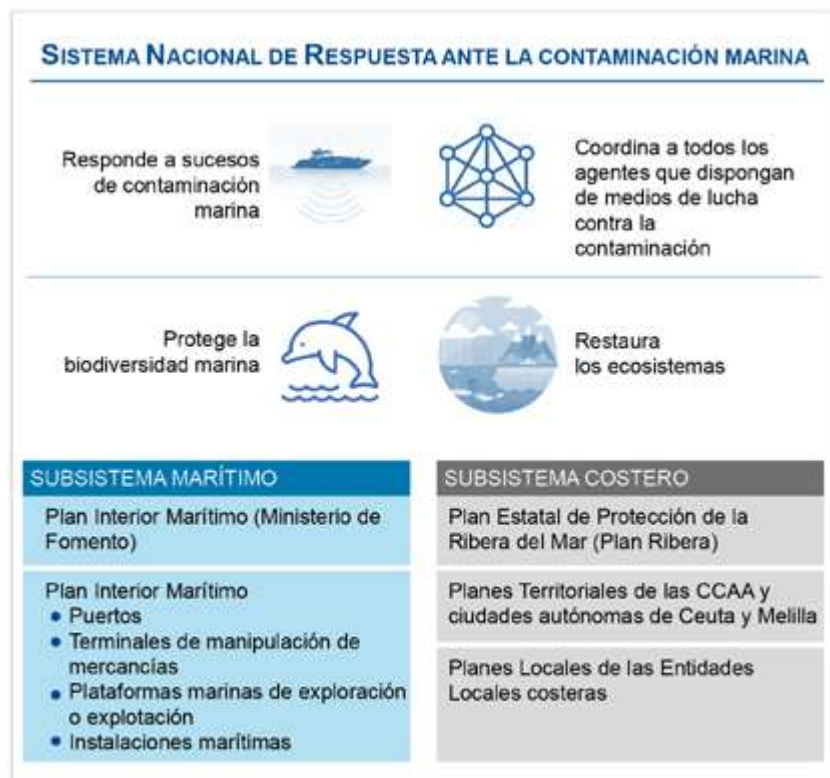 SISTEMA NACIONAL DE RESPUESTA ANTE LA CONTAMINACIÓN MARINA
Responde a sucesos
de contaminación
marina
Coordina a todos los
agentes que dispongan
de medios de lucha
contra la
contaminación
Protege la
biodiversidad marina
Restaura
los ecosistemas
SUBSISTEMA MARÍTIMO
Plan Interior Marítimo (Ministerio de
Fomento)
Plan Interior Marítimo
• Puertos
• Terminales de manipulación de
mercancías
• Plataformas marinas de exploración
o explotación
• Instalaciones marítimas
SUBSISTEMA COSTERO
Plan Estatal de Protección de la
Ribera del Mar (Plan Ribera)
Planes Territoriales de las CCAA y
ciudades autónomas de Ceuta y Melilla
Planes Locales de las Entidades
Locales costeras